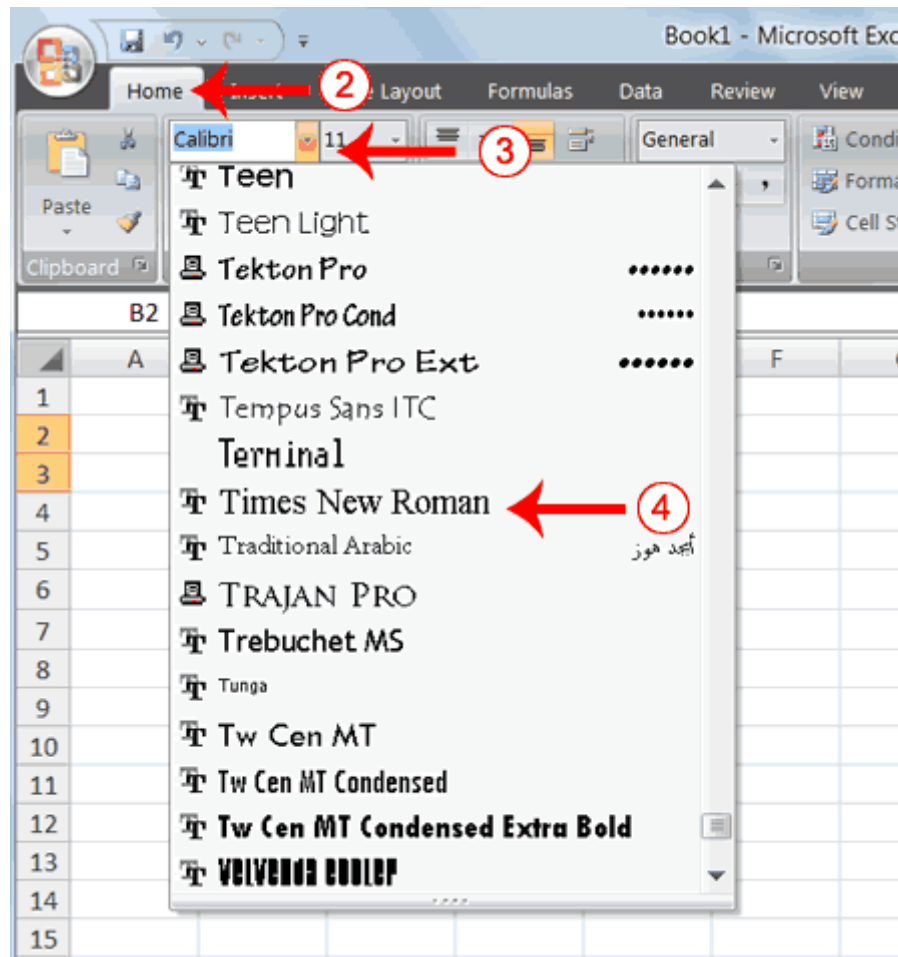 Book1 - Microsoft Exc
2
Home Insert Layout Formulas Data Review View
Calibri 11 3 General Condi
Paste Forma
Cell S
Clipboard
B2
Teen
Teen Light
Tekton Pro
Tekton Pro Cond
Tekton Pro Ext
Tempus Sans ITC
Terminal
Times New Roman 4
Traditional Arabic أبجد هوز
TRAJAN PRO
Trebuchet MS
Tunga
Tw Cen MT
Tw Cen MT Condensed
Tw Cen MT Condensed Extra Bold
Velvenda Cooler
A F
1
2
3
4
5
6
7
8
9
10
11
12
13
14
15